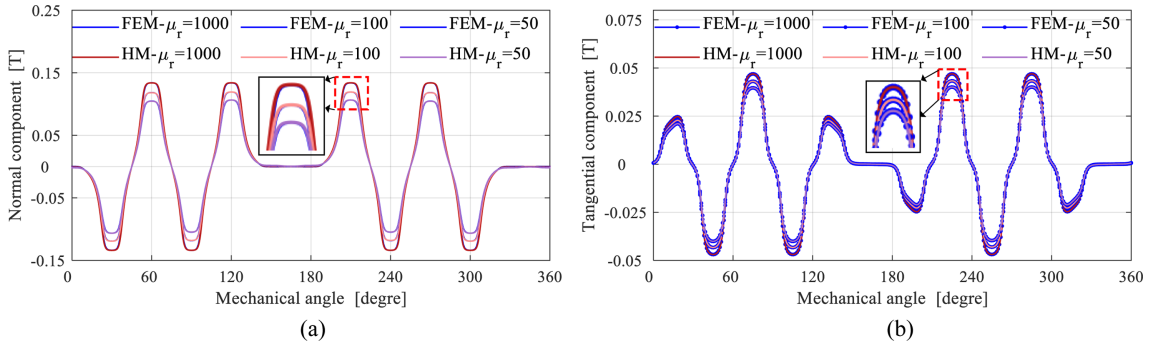 0.25
FEM-μr=1000 FEM-μr=100 FEM-μr=50
HM-μr=1000 HM-μr=100 HM-μr=50
0.15
0.05
0
-0.05
-0.15
Normal component [T]
0 60 120 180 240 300 360
Mechanical angle [degre]
(a)
0.075
FEM-μr=1000 FEM-μr=100 FEM-μr=50
HM-μr=1000 HM-μr=100 HM-μr=50
0.05
0.025
0
-0.025
-0.05
Tangential component [T]
0 60 120 180 240 300 360
Mechanical angle [degre]
(b)